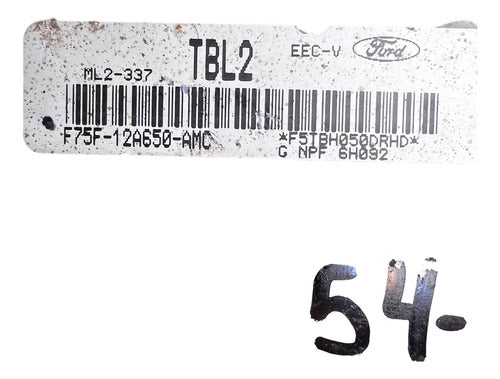 TBL2 EEC-V Ford
ML2-337
F75F-12A650-AMC *F5TBH050DRHD*
G NPF 6H092
54-